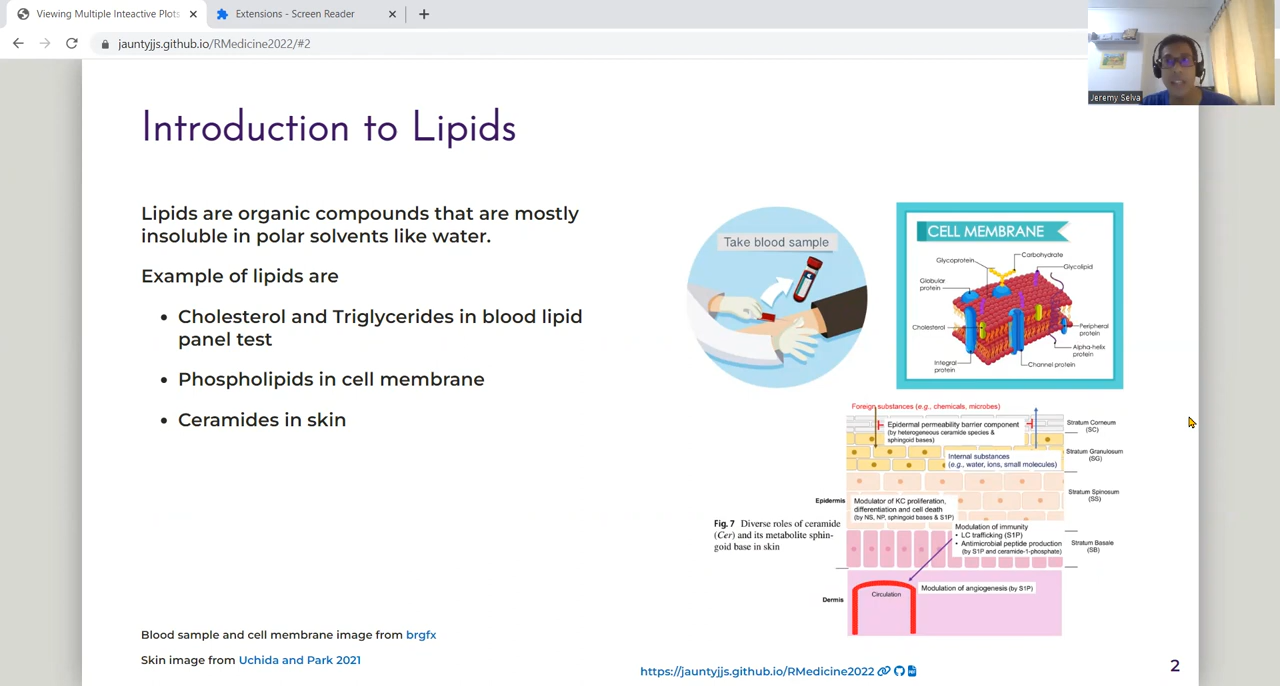 Viewing Multiple Inteactive Plots
Extensions - Screen Reader
jauntyjjs.github.io/RMedicine2022/#2
Jeremy Selva
Introduction to Lipids
Lipids are organic compounds that are mostly
insoluble in polar solvents like water.
Example of lipids are
• Cholesterol and Triglycerides in blood lipid
panel test
• Phospholipids in cell membrane
• Ceramides in skin
Take blood sample
CELL MEMBRANE
Glycoprotein
Carbohydrate
Glycolipid
Globular
protein
Cholesterol
Peripheral
protein
Alpha-helix
protein
Integral
protein
Channel protein
Foreign substances (e.g., chemicals, microbes)
Epidermal permeability barrier component
(by heterogeneous ceramide species &
sphingoid bases)
Internal substances
(e.g., water, ions, small molecules)
Stratum Corneum
(SC)
Stratum Granulosum
(SG)
Stratum Spinosum
(SS)
Stratum Basale
(SB)
Epidermis
Modulator of KC proliferation,
differentiation and cell death
(by NS, NP, sphingoid bases & S1P)
Modulation of immunity
• LC trafficking (S1P)
• Antimicrobial peptide production
(by S1P and ceramide-1-phosphate)
Fig. 7 Diverse roles of ceramide
(Cer) and its metabolite sphin-
goid base in skin
Dermis
Circulation
Modulation of angiogenesis (by S1P)
Blood sample and cell membrane image from brgfx
Skin image from Uchida and Park 2021
https://jauntyjjs.github.io/RMedicine2022
2